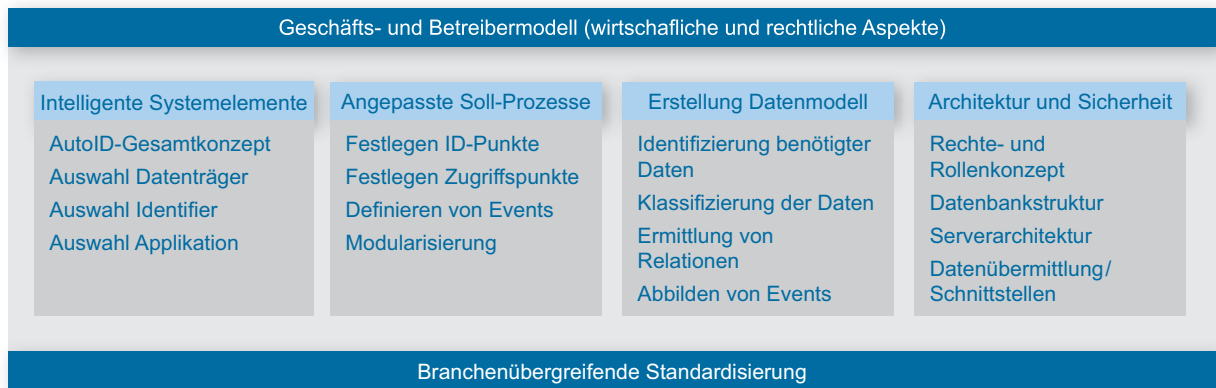 Geschäfts- und Betreibermodell (wirtschafliche und rechtliche Aspekte)
Intelligente Systemelemente
AutoID-Gesamtkonzept
Auswahl Datenträger
Auswahl Identifier
Auswahl Applikation
Angepasste Soll-Prozesse
Festlegen ID-Punkte
Festlegen Zugriffspunkte
Definieren von Events
Modularisierung
Erstellung Datenmodell
Identifizierung benötigter
Daten
Klassifizierung der Daten
Ermittlung von
Relationen
Abbilden von Events
Architektur und Sicherheit
Rechte- und
Rollenkonzept
Datenbankstruktur
Serverarchitektur
Datenübermittlung/
Schnittstellen
Branchenübergreifende Standardisierung